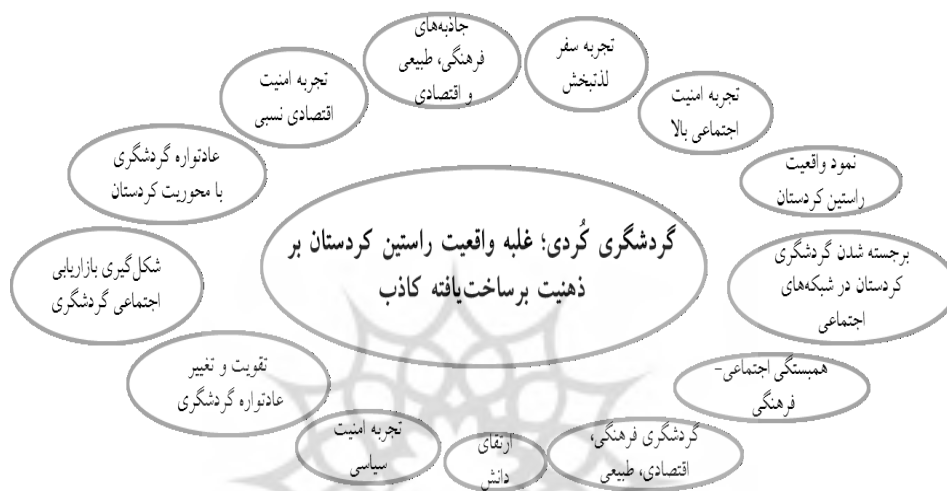 جاذبه‌های
فرهنگی، طبیعی
و اقتصادی
تجربه سفر
لذتبخش
تجربه امنیت
اجتماعی بالا
نمود واقعیت
راستین کردستان
برجسته شدن گردشگری
کردستان در شبکه‌های
اجتماعی
همبستگی اجتماعی-
فرهنگی
گردشگری فرهنگی،
اقتصادی، طبیعی
ارتقای
دانش
تجربه امنیت
سیاسی
تقویت و تغییر
عادتواره گردشگری
شکل‌گیری بازاریابی
اجتماعی گردشگری
عادتواره گردشگری
با محوریت کردستان
تجربه امنیت
اقتصادی نسبی
گردشگری کُردی؛ غلبه واقعیت راستین کردستان بر
ذهنیت برساخت‌یافته کاذب